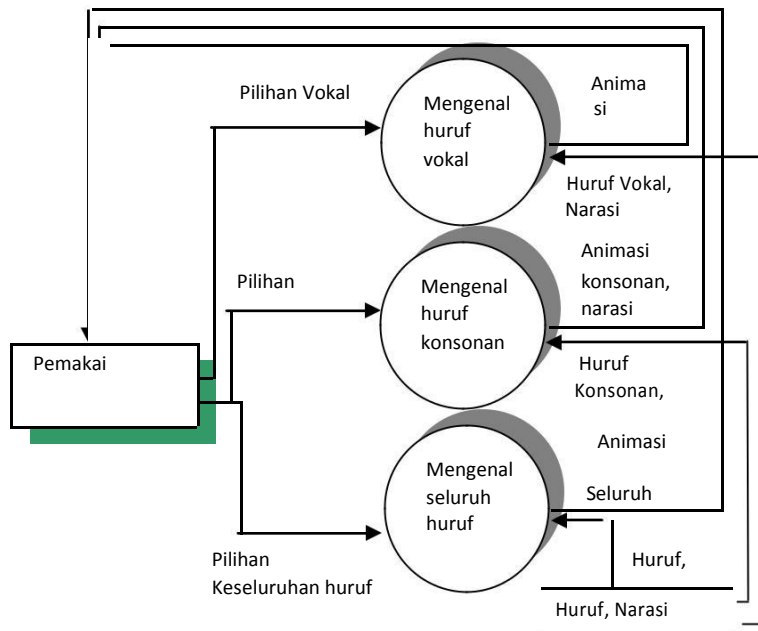 Pilihan Vokal
Mengenal
huruf
vokal
Anima
si
Huruf Vokal,
Narasi
Pilihan
Mengenal
huruf
konsonan
Animasi
konsonan,
narasi
Pemakai
Huruf
Konsonan,
Mengenal
seluruh
huruf
Animasi
Seluruh
Pilihan
Keseluruhan huruf
Huruf,
Huruf, Narasi